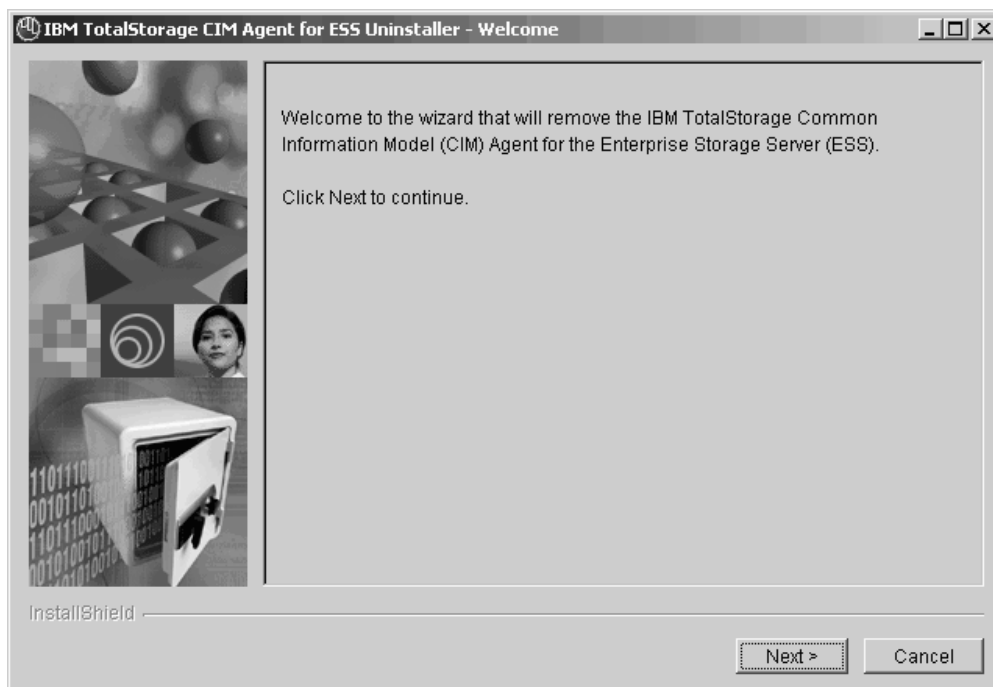 IBM TotalStorage CIM Agent for ESS Uninstaller - Welcome
Welcome to the wizard that will remove the IBM TotalStorage Common
Information Model (CIM) Agent for the Enterprise Storage Server (ESS).
Click Next to continue.
InstallShield
Next >
Cancel